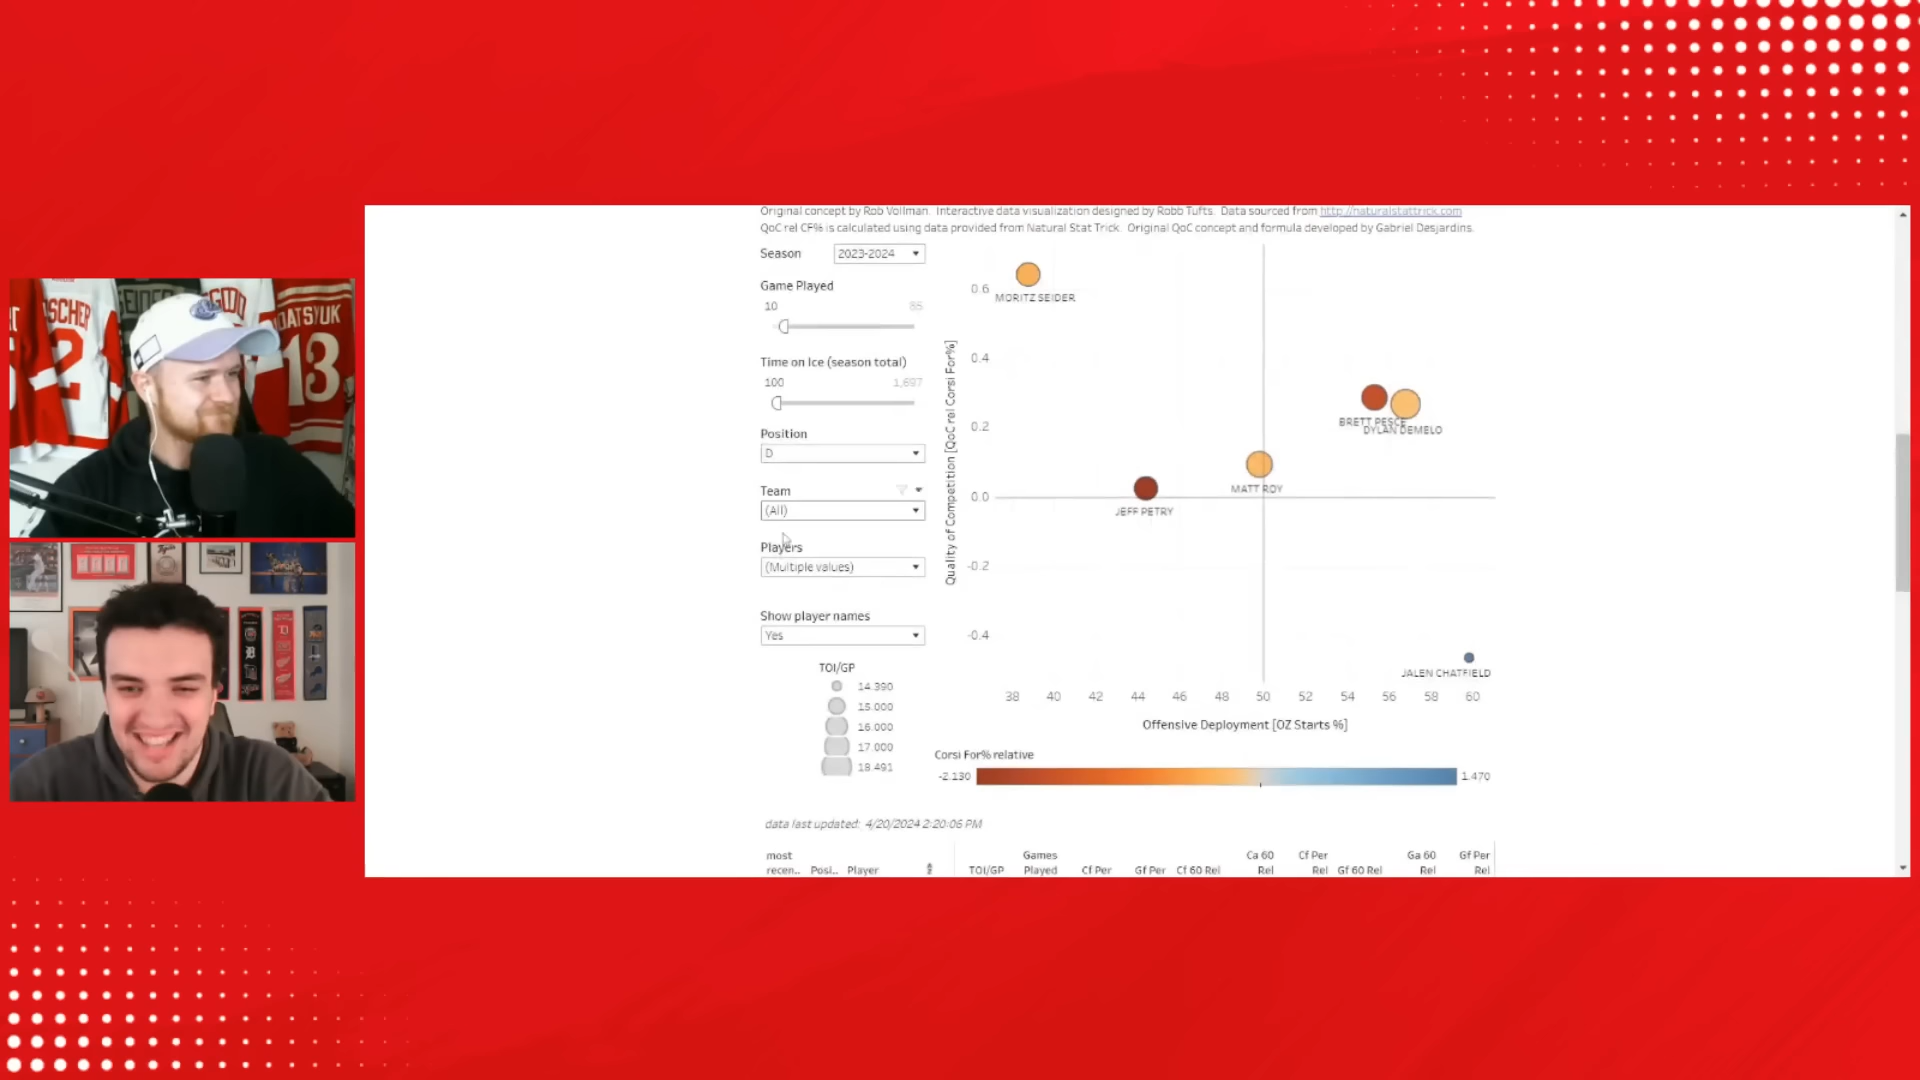 Original concept by Rob Vollman. Interactive data visualization designed by Robb Tufts. Data sourced from http://naturalstattrick.com
QoC rel CF% is calculated using data provided from Natural Stat Trick. Original QoC concept and formula developed by Gabriel Desjardins.
Season
2023-2024
Game Played
10
85
Time on Ice (season total)
100
1,697
Position
D
Team
(All)
Players
(Multiple values)
Show player names
Yes
TOI/GP
14.390
15.000
16.000
17.000
18.491
Quality of Competition [QoC rel Corsi For%]
0.6
0.4
0.2
0.0
-0.2
-0.4
MORITZ SEIDER
BRETT PESCE
DYLAN DEMELO
MATT ROY
JEFF PETRY
JALEN CHATFIELD
38 40 42 44 46 48 50 52 54 56 58 60
Offensive Deployment [OZ Starts %]
Corsi For% relative
-2.130
1.470
data last updated: 4/20/2024 2:20:06 PM
most recen..
Posi..
Player
TOI/GP
Games Played
Cf Per
Gf Per
Cf 60 Rel
Ca 60 Rel
Cf Per Rel
Gf 60 Rel
Ga 60 Rel
Gf Per Rel
SCHER
2
DATSYUK
13
Tigers